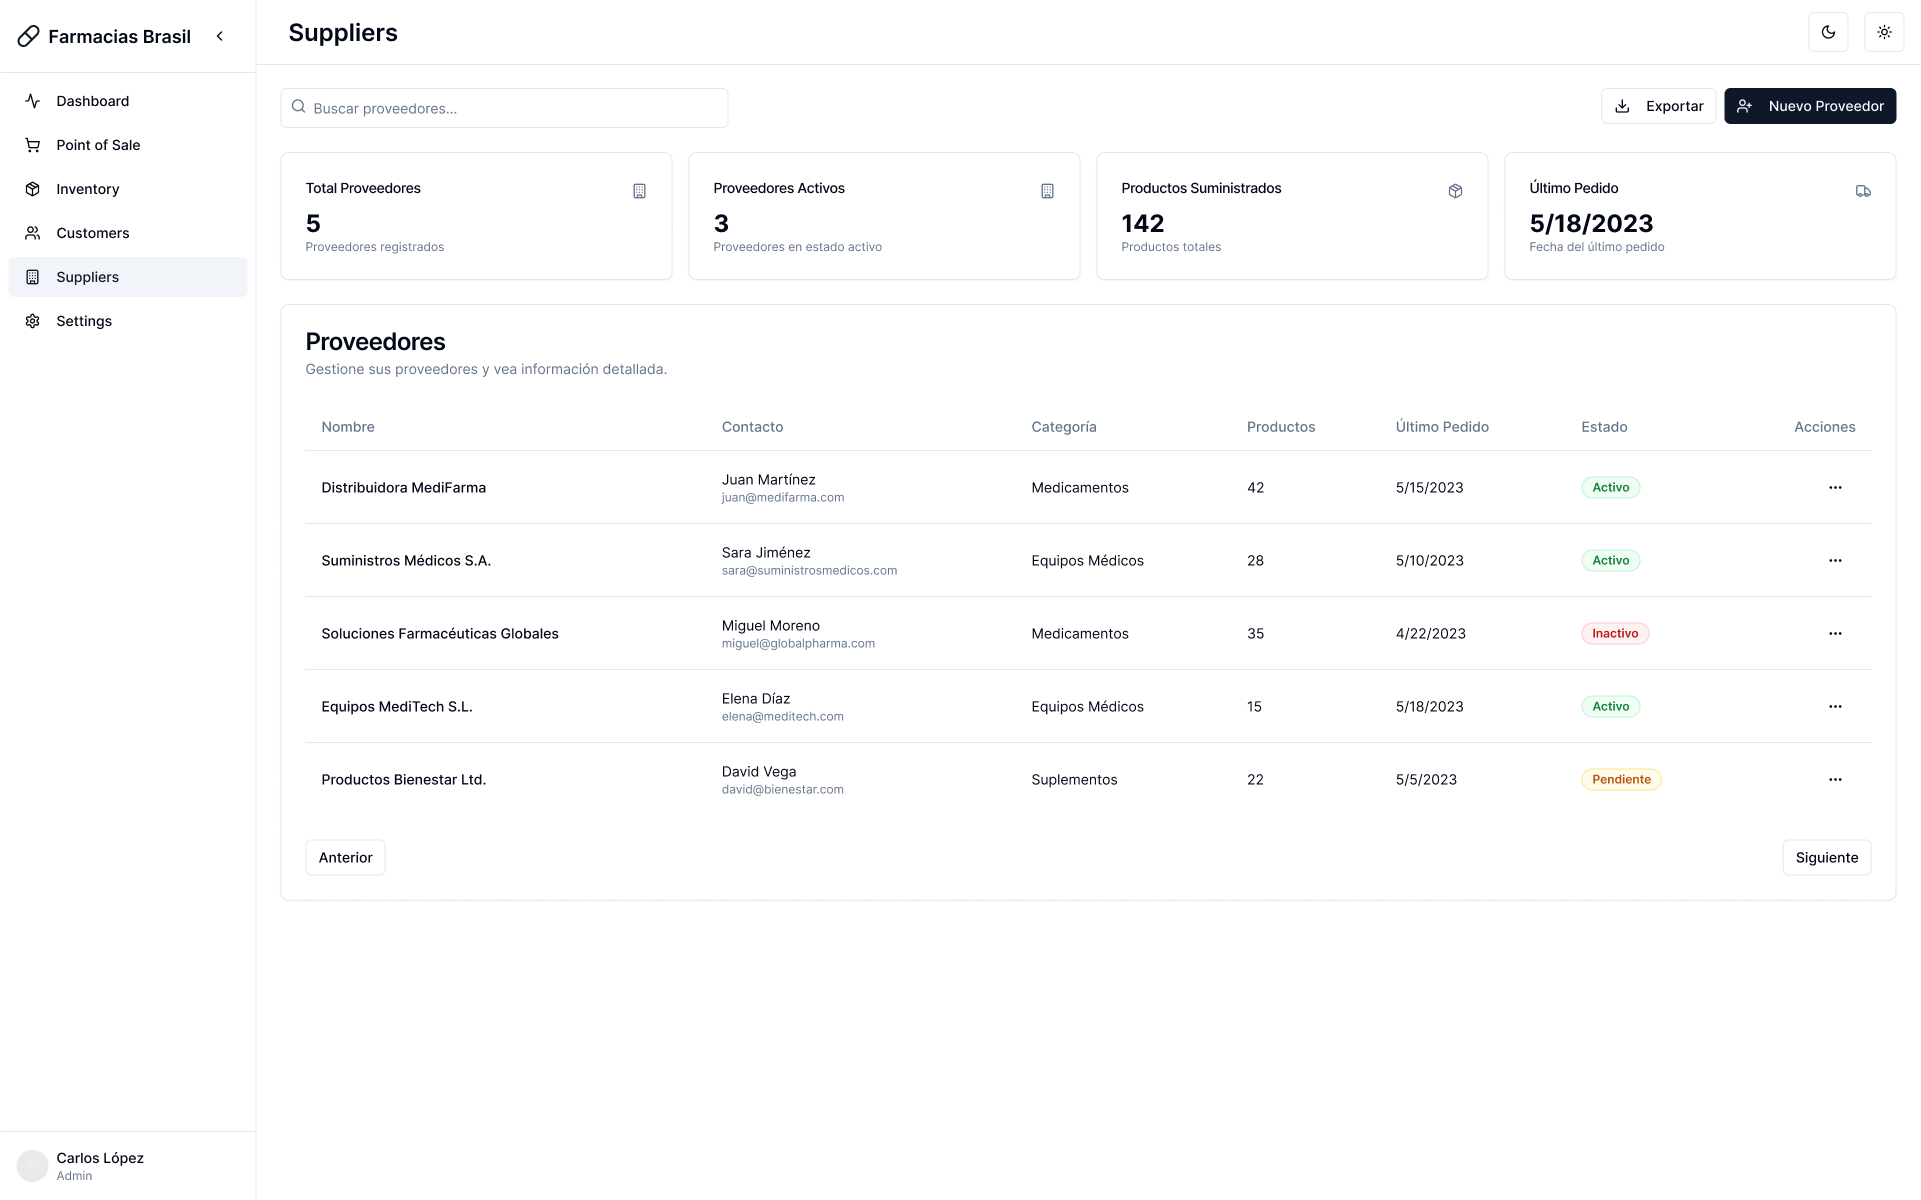 Farmacias Brasil
Dashboard
Point of Sale
Inventory
Customers
Suppliers
Settings
Carlos López
Admin
Suppliers
Buscar proveedores...
Exportar
Nuevo Proveedor
Total Proveedores
5
Proveedores registrados
Proveedores Activos
3
Proveedores en estado activo
Productos Suministrados
142
Productos totales
Último Pedido
5/18/2023
Fecha del último pedido
Proveedores
Gestione sus proveedores y vea información detallada.
Nombre Contacto Categoría Productos Último Pedido Estado Acciones
Distribuidora MediFarma Juan Martínez Medicamentos 42 5/15/2023 Activo
juan@medifarma.com
Suministros Médicos S.A. Sara Jiménez Equipos Médicos 28 5/10/2023 Activo
sara@suministrosmedicos.com
Soluciones Farmacéuticas Globales Miguel Moreno Medicamentos 35 4/22/2023 Inactivo
miguel@globalpharma.com
Equipos MediTech S.L. Elena Díaz Equipos Médicos 15 5/18/2023 Activo
elena@meditech.com
Productos Bienestar Ltd. David Vega Suplementos 22 5/5/2023 Pendiente
david@bienestar.com
Anterior
Siguiente